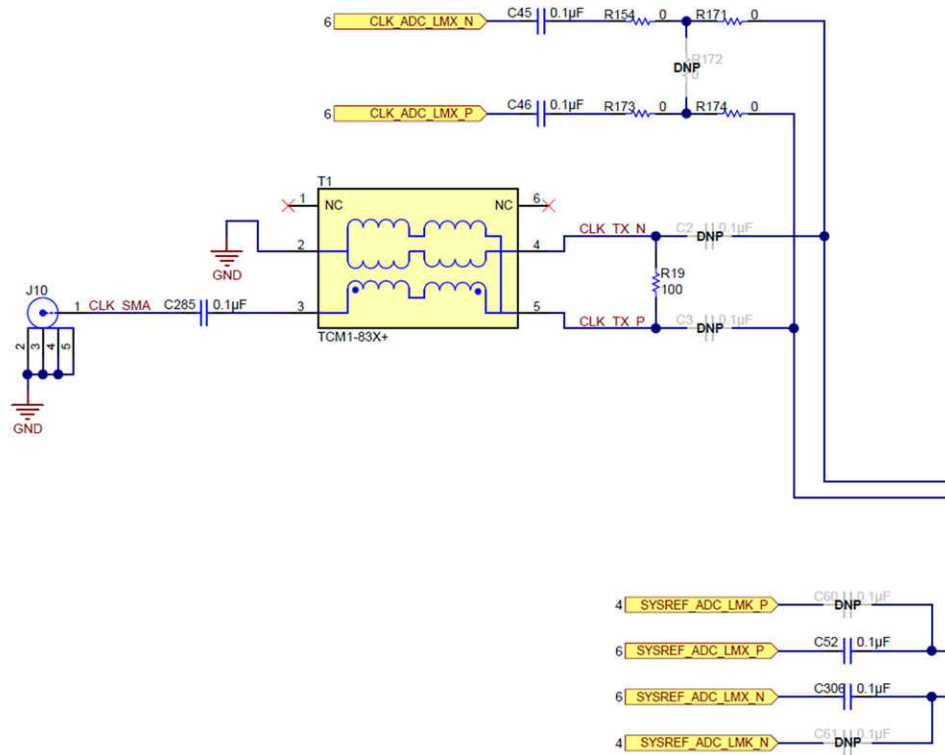 6 CLK_ADC_LMX_N C45 0.1µF R154 0 R171 0
R172
DNP
0
6 CLK_ADC_LMX_P C46 0.1µF R173 0 R174 0
T1
1 NC NC 6
2 4 CLK_TX_N C2 DNP 0.1µF
GND
R19
100
J10
1 CLK_SMA C285 0.1µF 3 5 CLK_TX_P C3 DNP 0.1µF
TCM1-83X+
2 3 4 5
GND
4 SYSREF_ADC_LMK_P C60 DNP 0.1µF
6 SYSREF_ADC_LMX_P C52 0.1µF
6 SYSREF_ADC_LMX_N C306 0.1µF
4 SYSREF_ADC_LMK_N C61 DNP 0.1µF